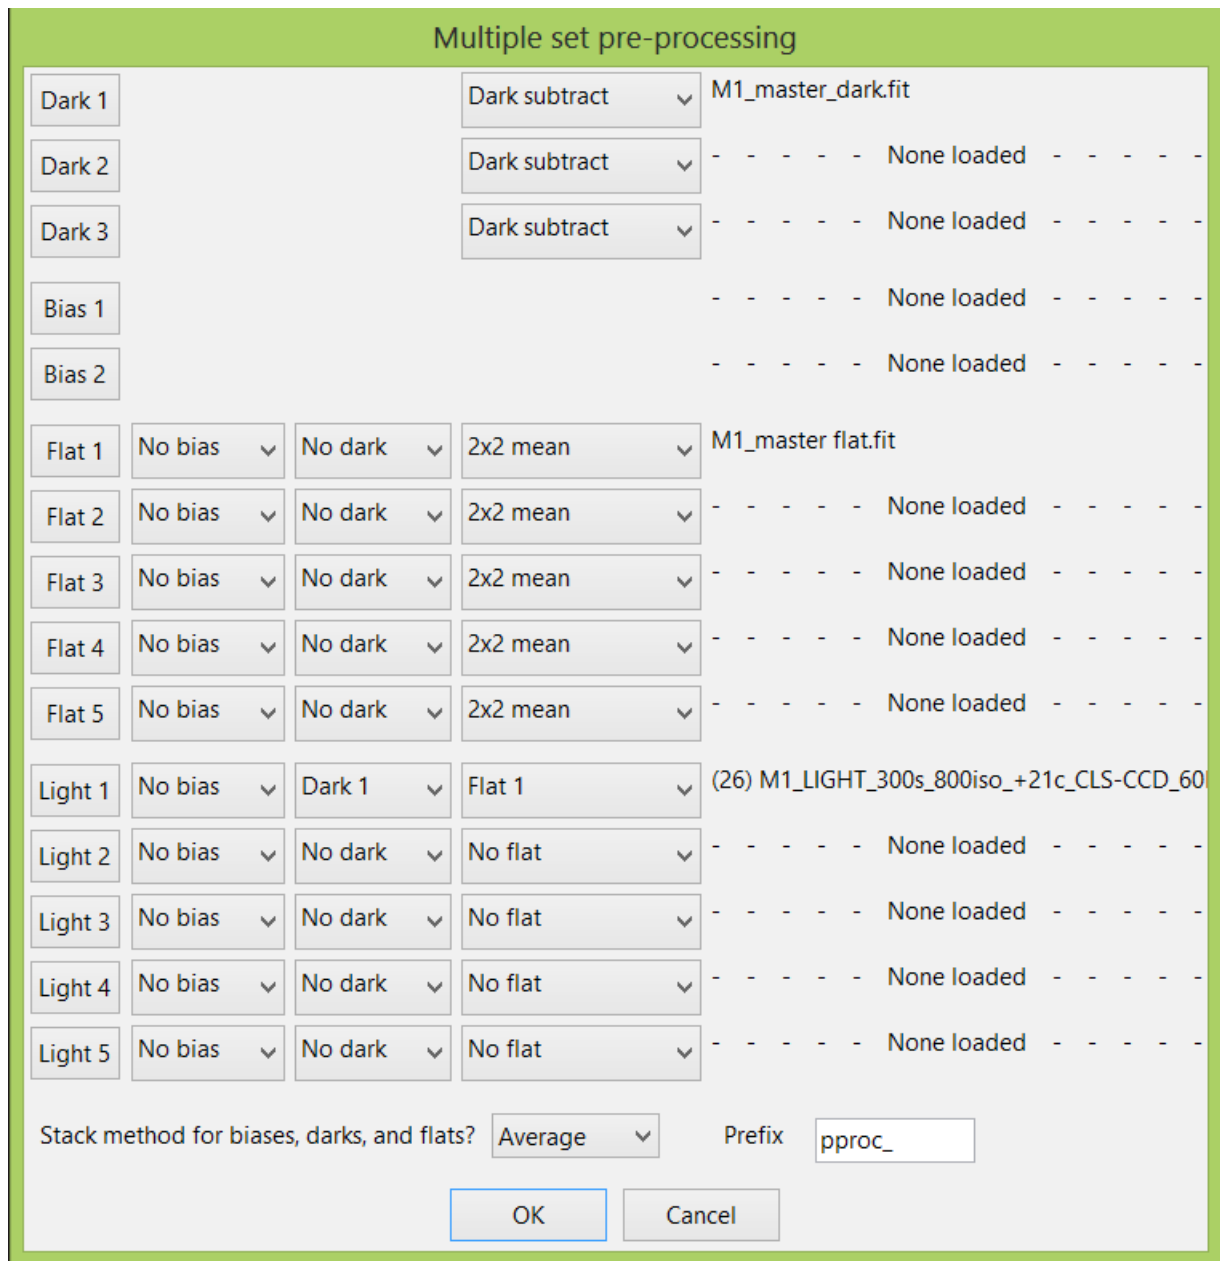 Multiple set pre-processing
Dark 1 Dark subtract M1_master_dark.fit
Dark 2 Dark subtract - - - - - None loaded - - - - -
Dark 3 Dark subtract - - - - - None loaded - - - - -
Bias 1 - - - - - None loaded - - - - -
Bias 2 - - - - - None loaded - - - - -
Flat 1 No bias No dark 2x2 mean M1_master flat.fit
Flat 2 No bias No dark 2x2 mean - - - - - None loaded - - - - -
Flat 3 No bias No dark 2x2 mean - - - - - None loaded - - - - -
Flat 4 No bias No dark 2x2 mean - - - - - None loaded - - - - -
Flat 5 No bias No dark 2x2 mean - - - - - None loaded - - - - -
Light 1 No bias Dark 1 Flat 1 (26) M1_LIGHT_300s_800iso_+21c_CLS-CCD_60
Light 2 No bias No dark No flat - - - - - None loaded - - - - -
Light 3 No bias No dark No flat - - - - - None loaded - - - - -
Light 4 No bias No dark No flat - - - - - None loaded - - - - -
Light 5 No bias No dark No flat - - - - - None loaded - - - - -
Stack method for biases, darks, and flats? Average Prefix pproc_
OK Cancel